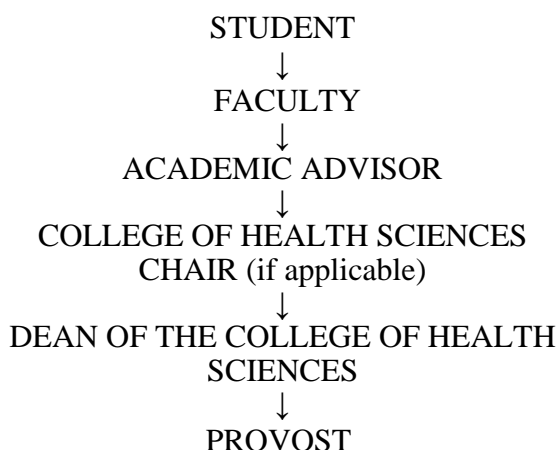 STUDENT
↓
FACULTY
↓
ACADEMIC ADVISOR
↓
COLLEGE OF HEALTH SCIENCES
CHAIR (if applicable)
↓
DEAN OF THE COLLEGE OF HEALTH
SCIENCES
↓
PROVOST